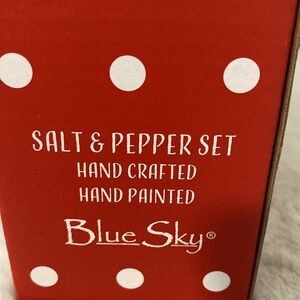 SALT & PEPPER SET
HAND CRAFTED
HAND PAINTED
Blue Sky®